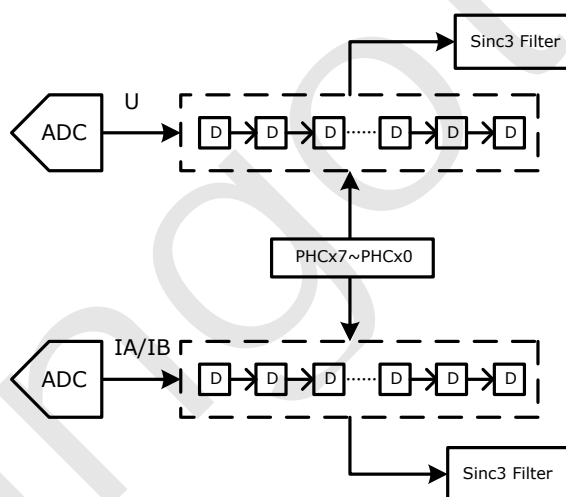 Sinc3 Filter
U
ADC
D D D D D D
PHCx7~PHCx0
IA/IB
ADC
D D D D D D
Sinc3 Filter